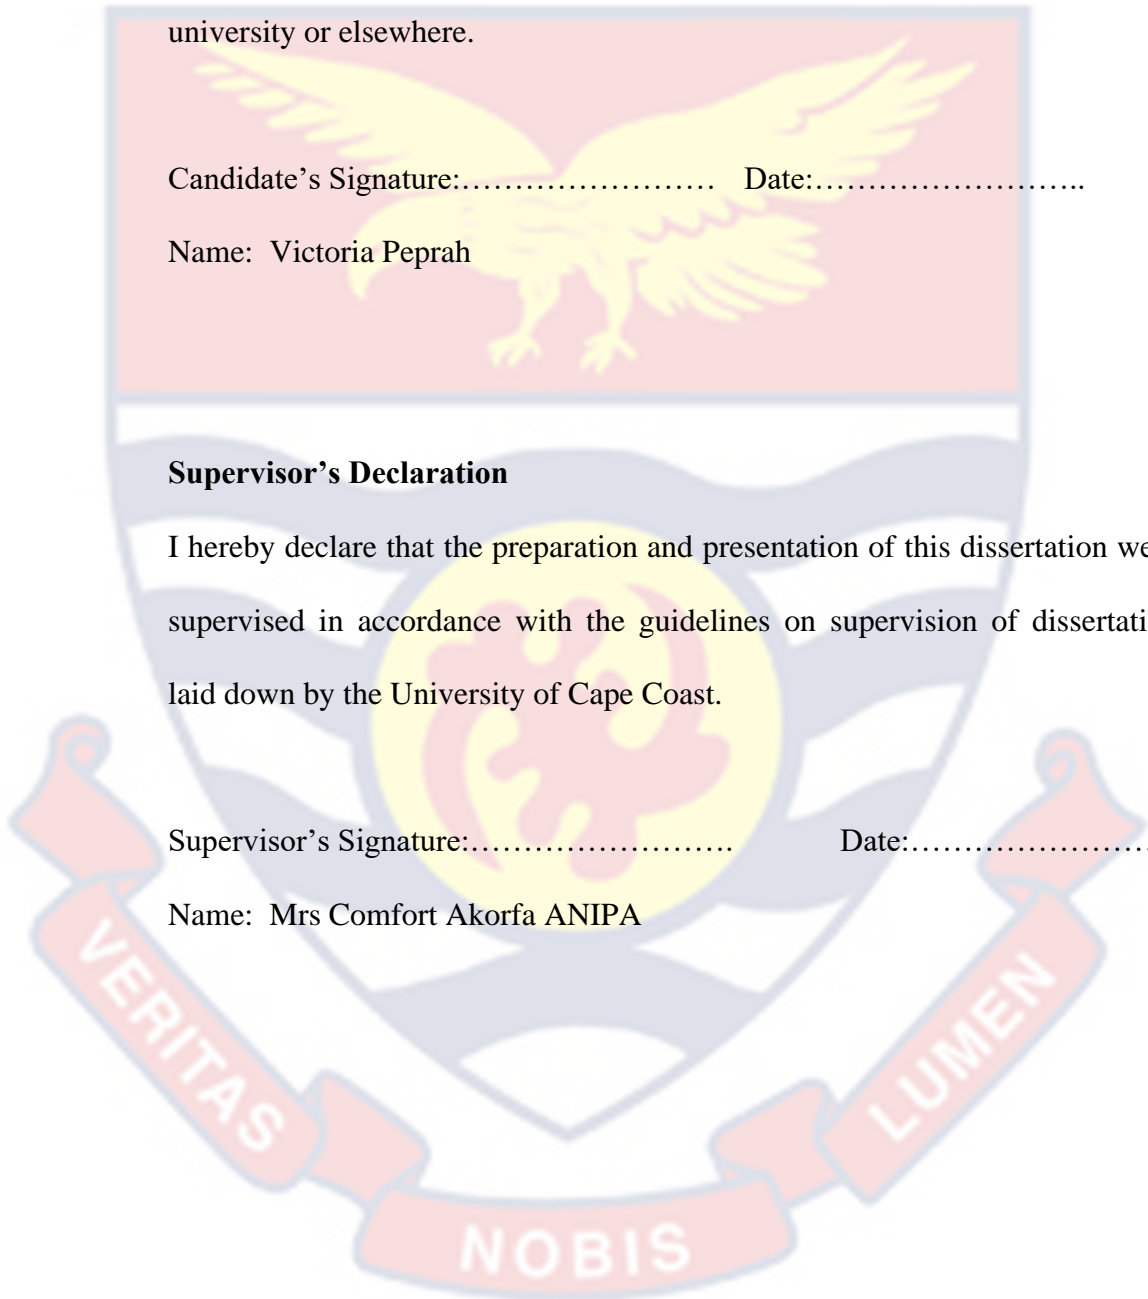 university or elsewhere.
Candidate’s Signature:…………………… Date:……………………..
Name: Victoria Peprah
Supervisor’s Declaration
I hereby declare that the preparation and presentation of this dissertation we
supervised in accordance with the guidelines on supervision of dissertati
laid down by the University of Cape Coast.
Supervisor’s Signature:……………………. Date:……………………
Name: Mrs Comfort Akorfa ANIPA
VERITAS
NOBIS
LUMEN